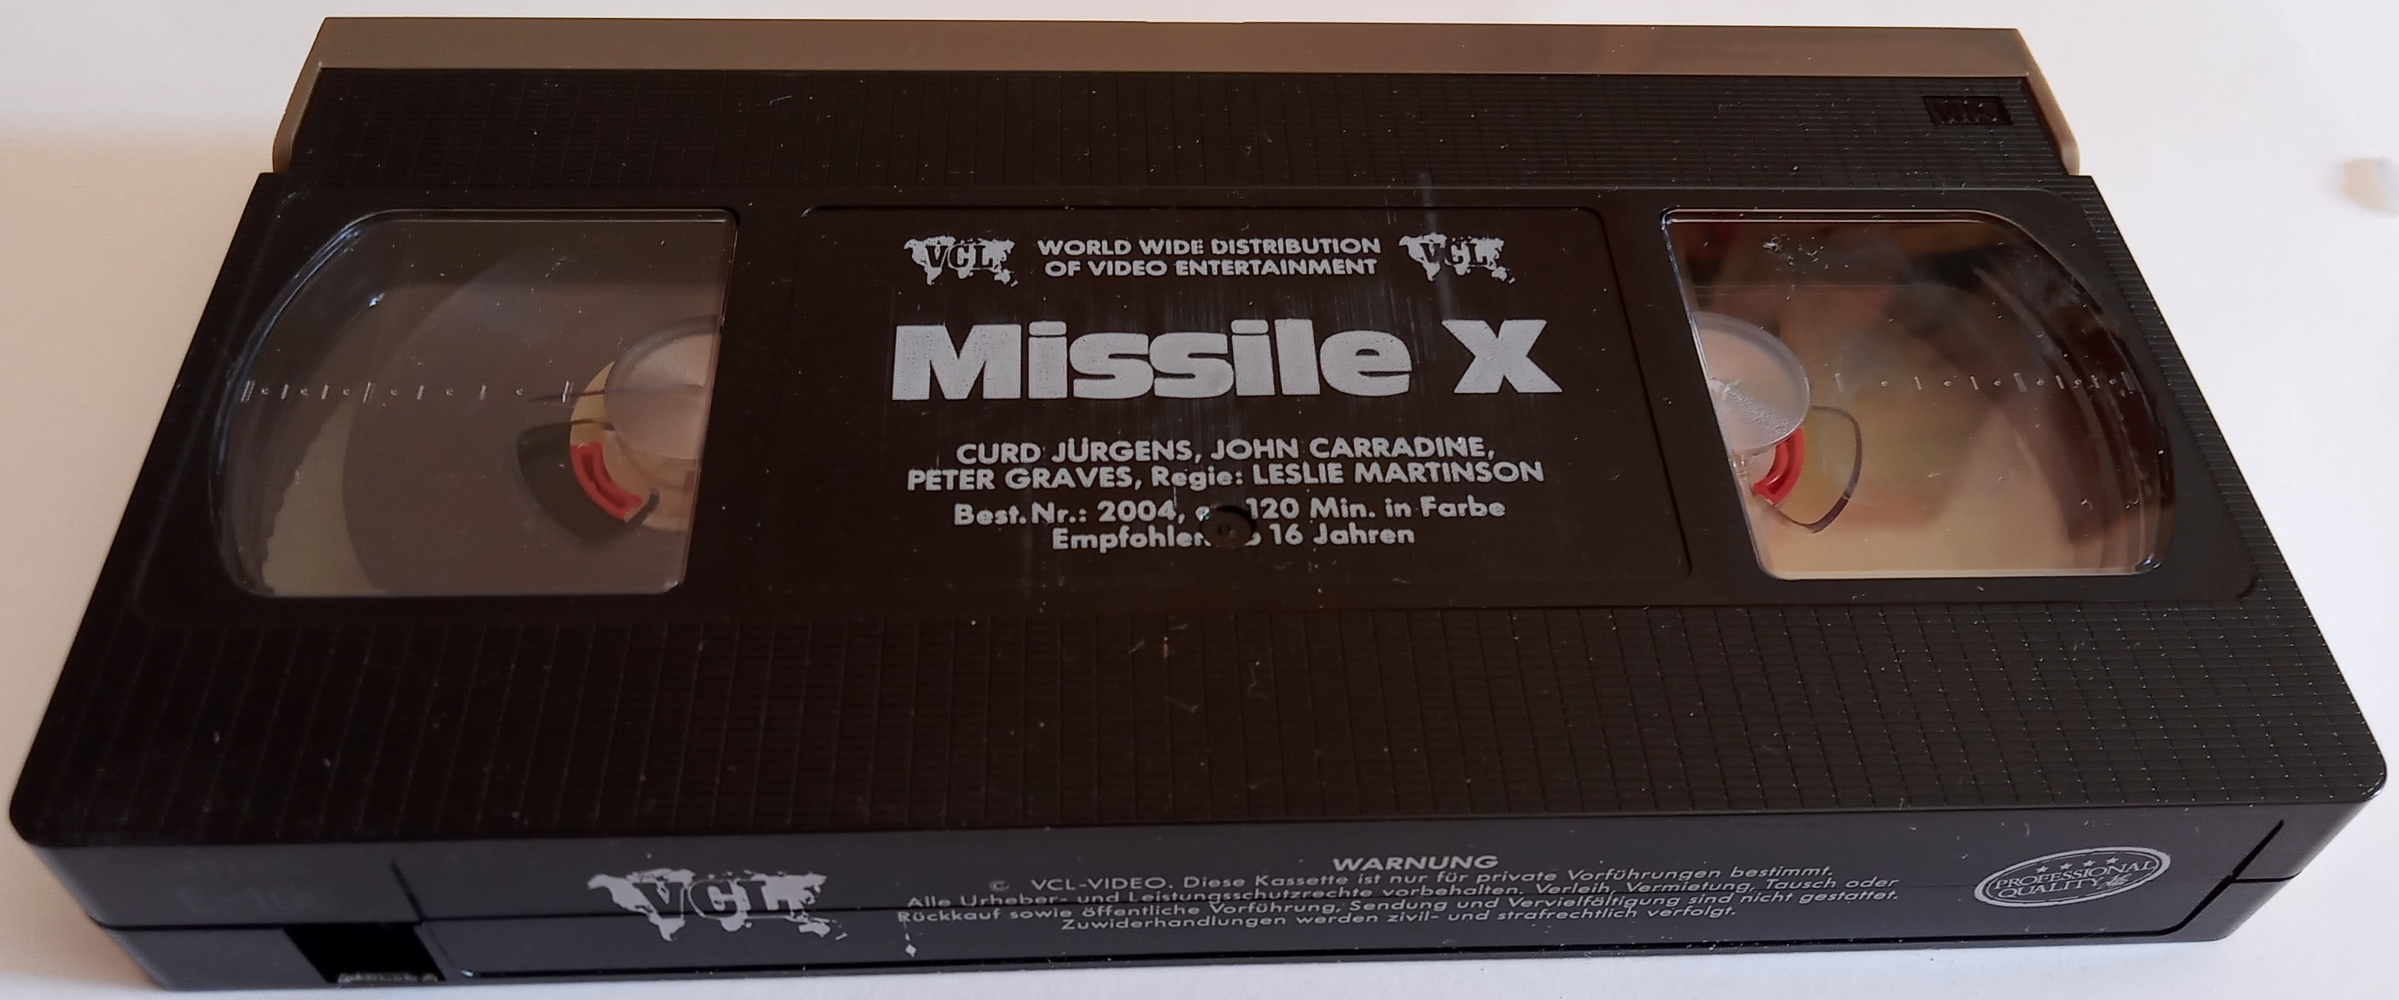 VCL WORLD WIDE DISTRIBUTION VCL
OF VIDEO ENTERTAINMENT
Missile X
CURD JÜRGENS, JOHN CARRADINE,
PETER GRAVES, Regie: LESLIE MARTINSON
Best.Nr.: 2004, 120 Min. in Farbe
16 Jahren
VCL
WARNUNG
© VCL-VIDEO. Diese Kassette ist nur für private Vorführungen bestimmt.
Alle Urheber- und Leistungsschutzrechte vorbehalten. Verleih, Vermietung, Tausch oder
Rückkauf sowie öffentliche Vorführung, Sendung und Vervielfältigung sind nicht gestattet.
Zuwiderhandlungen werden zivil- und strafrechtlich verfolgt.
PROFESSIONAL
QUALITY